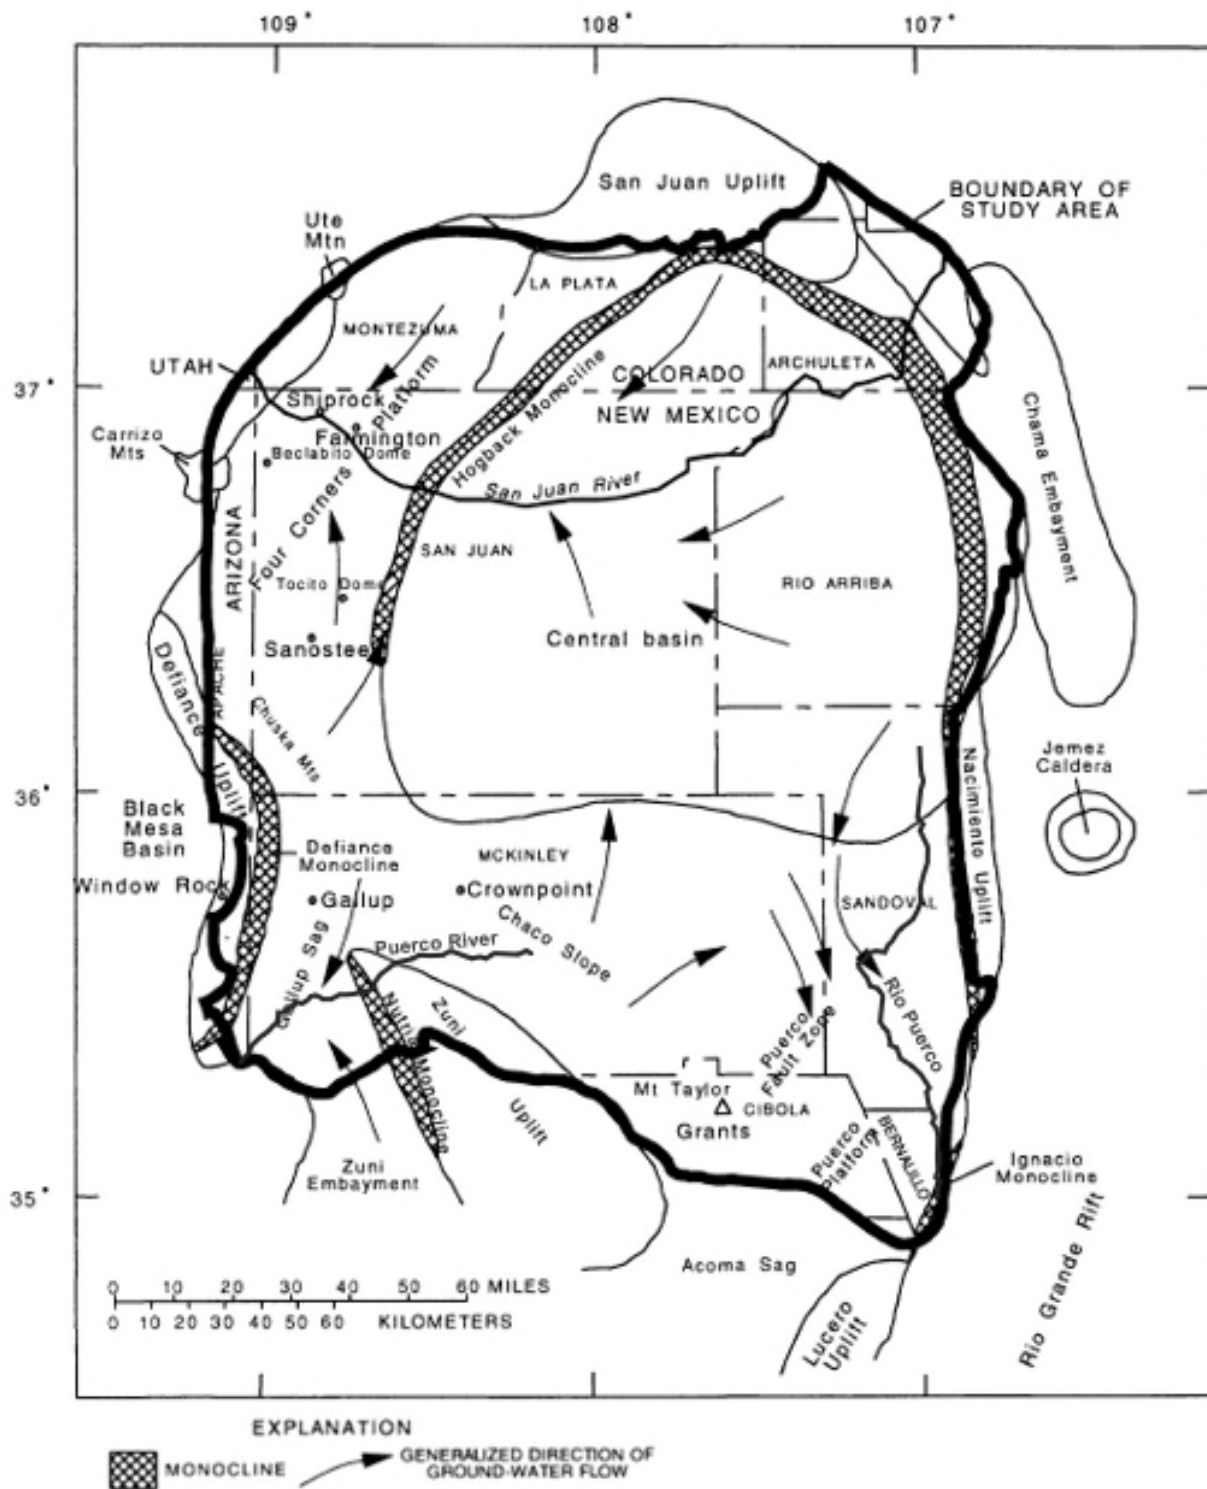 109°
108°
107°
San Juan Uplift
BOUNDARY OF
STUDY AREA
Ute
Mtn
LA PLATA
MONTEZUMA
UTAH
ARCHULETA
37°
COLORADO
NEW MEXICO
Shiprock
Farmington
Beclabito Dome
Carrizo
Mts
Four Corners Platform
Hogback Monocline
San Juan River
Chama Embayment
SAN JUAN
ARIZONA
Tocito Dome
RIO ARRIBA
Sanostee
Central basin
Defiance
Uplift
APACHE
Chuska Mts
Jemez
Caldera
36°
Black
Mesa
Basin
Nacimiento Uplift
Defiance
Monocline
MCKINLEY
Window Rock
Gallup
Crownpoint
SANDOVAL
Chaco Slope
Puerco River
Gallup Sag
Nutria Monocline
Zuni
Uplift
Rio Puerco
Puerco
Fault Zone
Mt Taylor
CIBOLA
Grants
BERNALILLO
Puerco
Platform
Ignacio
Monocline
Zuni
Embayment
35°
Acoma Sag
Lucero
Uplift
Rio Grande Rift
0 10 20 30 40 50 60 MILES
0 10 20 30 40 50 60 KILOMETERS
EXPLANATION
MONOCLINE
GENERALIZED DIRECTION OF
GROUND-WATER FLOW